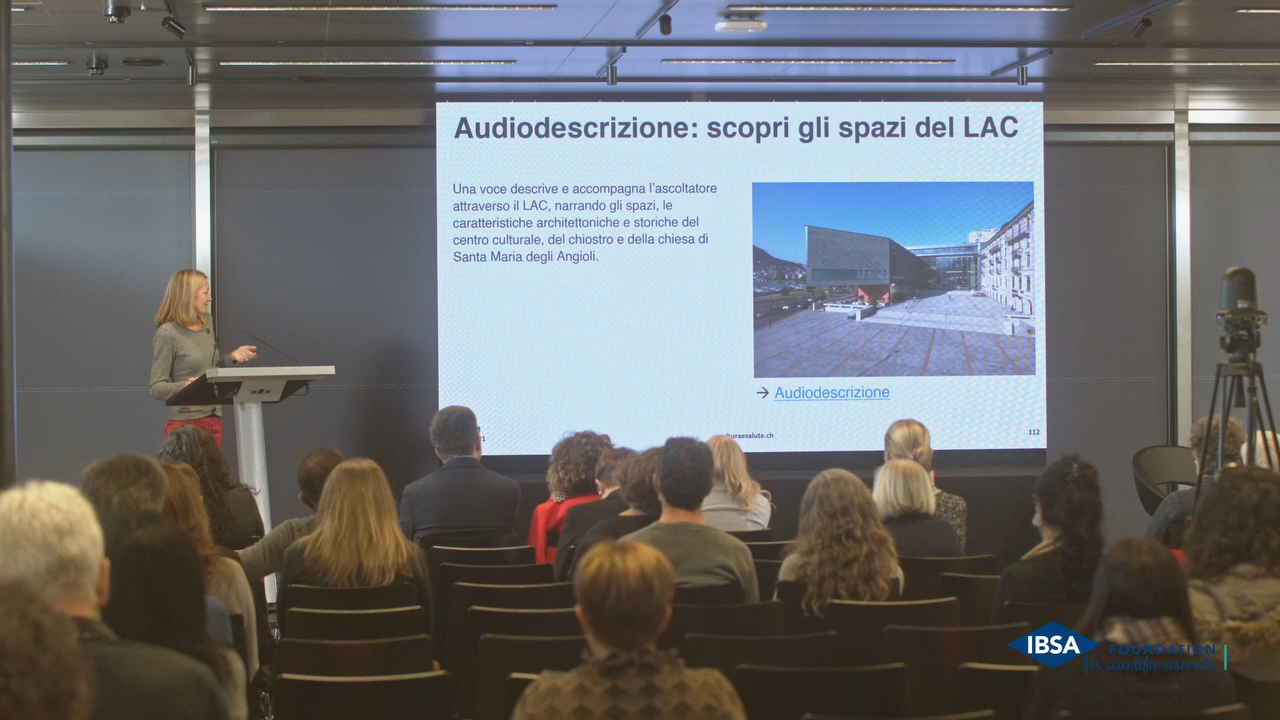 Audiodescrizione: scopri gli spazi del LAC
Una voce descrive e accompagna l'ascoltatore
attraverso il LAC, narrando gli spazi, le
caratteristiche architettoniche e storiche del
centro culturale, del chiostro e della chiesa di
Santa Maria degli Angioli.
→ Audiodescrizione
turaesalute.ch
112
IBSA FOUNDATION
for scientific research